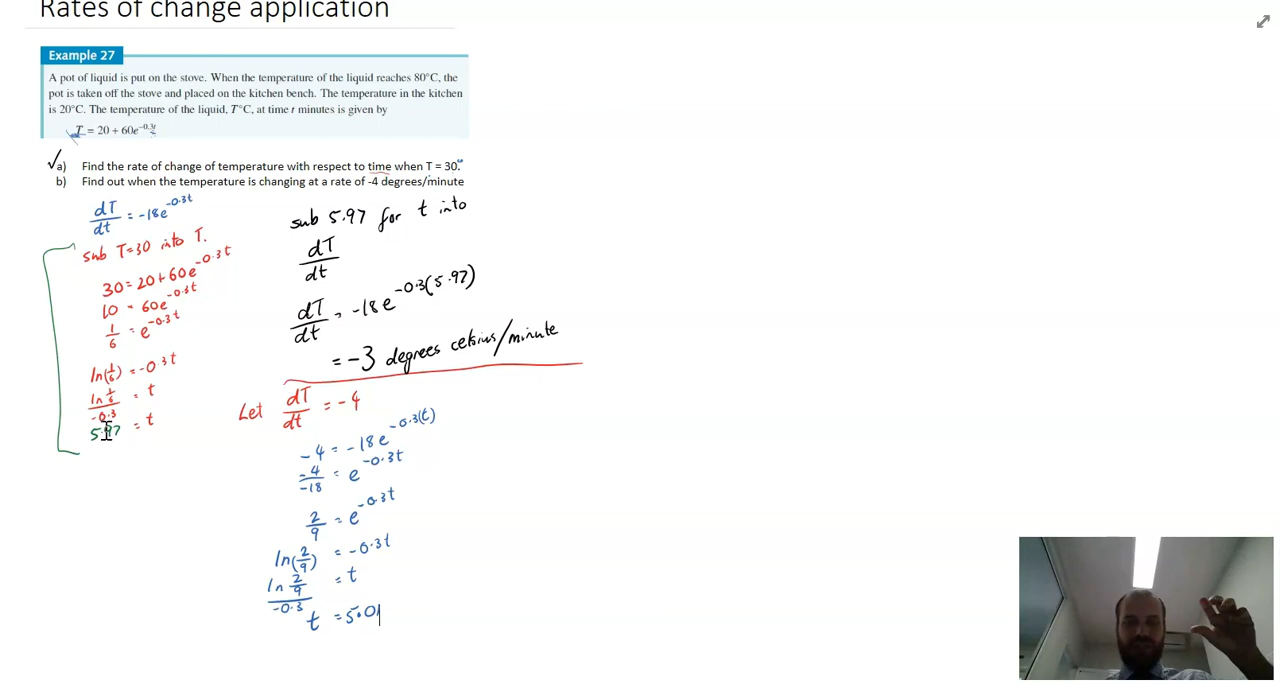 Rates of change application
Example 27
A pot of liquid is put on the stove. When the temperature of the liquid reaches 80°C, the
pot is taken off the stove and placed on the kitchen bench. The temperature in the kitchen
is 20°C. The temperature of the liquid, T°C, at time t minutes is given by
T = 20 + 60e^-0.3t
a) Find the rate of change of temperature with respect to time when T = 30.°
b) Find out when the temperature is changing at a rate of -4 degrees/minute
dT/dt = -18e^-0.3t
sub T=30 into T.
30 = 20 + 60e^-0.3t
10 = 60e^-0.3t
1/6 = e^-0.3t
ln(1/6) = -0.3t
ln 1/6 / -0.3 = t
5.97 = t
sub 5.97 for t into
dT/dt
dT/dt = -18e^-0.3(5.97)
= -3 degrees celsius/minute
Let dT/dt = -4
-4 = -18e^-0.3(t)
-4/-18 = e^-0.3t
2/9 = e^-0.3t
ln(2/9) = -0.3t
ln 2/9 / -0.3 = t
t = 5.01